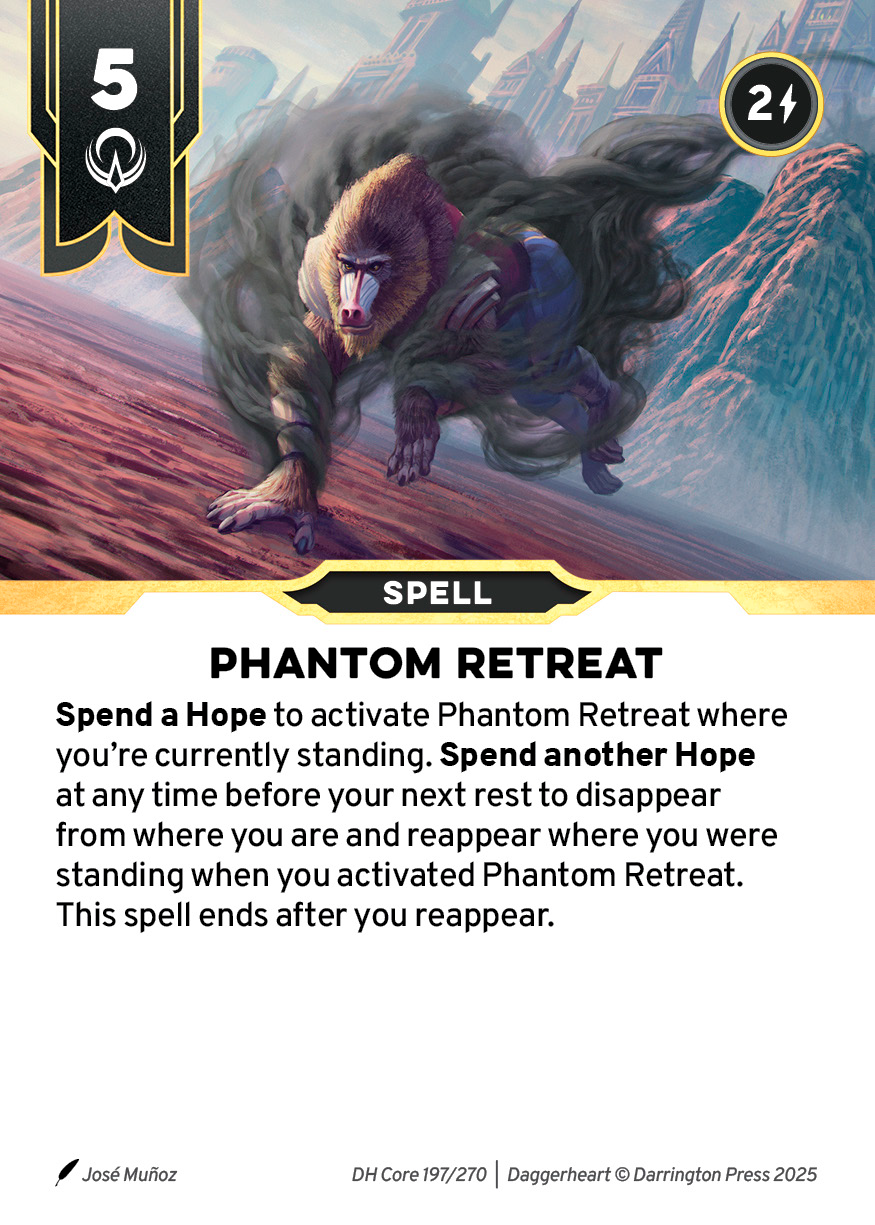 5
2
SPELL
PHANTOM RETREAT
Spend a Hope to activate Phantom Retreat where
you’re currently standing. Spend another Hope
at any time before your next rest to disappear
from where you are and reappear where you were
standing when you activated Phantom Retreat.
This spell ends after you reappear.
José Muñoz
DH Core 197/270 | Daggerheart © Darrington Press 2025